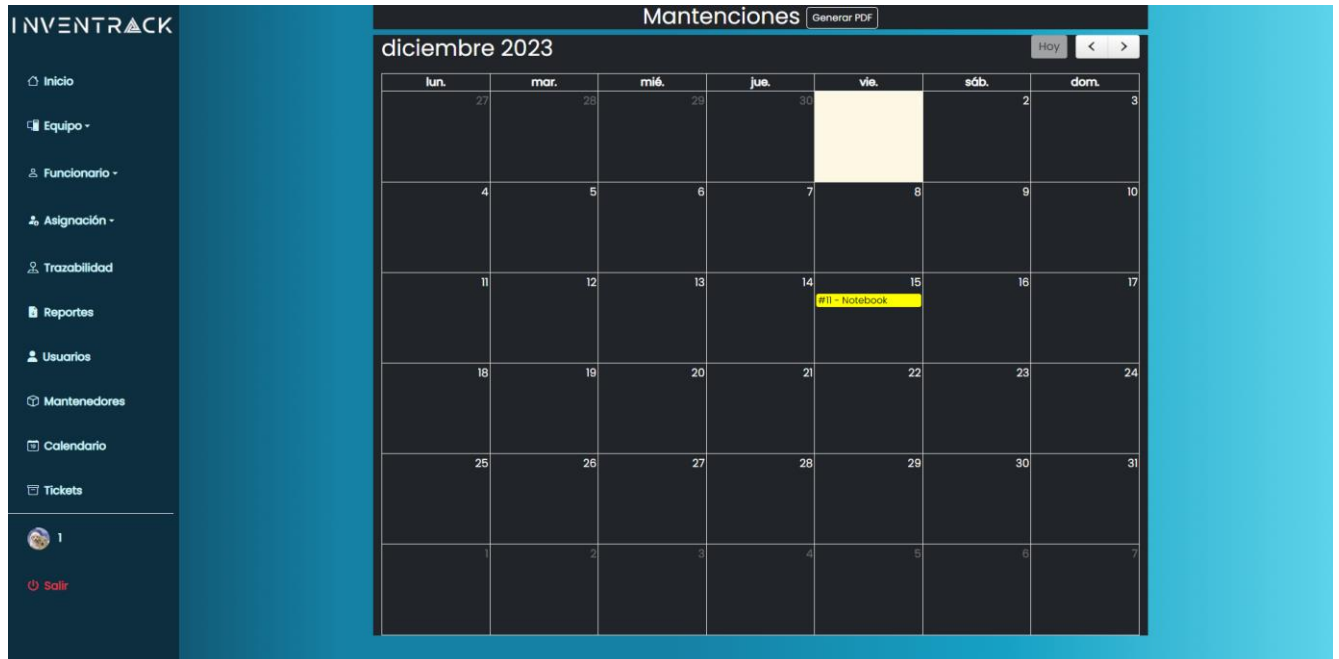 INVENTRACK
Inicio
Equipo
Funcionario
Asignación
Trazabilidad
Reportes
Usuarios
Mantenedores
Calendario
Tickets
1
Salir
Mantenciones Generar PDF
diciembre 2023 Hoy < >
lun. mar. mié. jue. vie. sáb. dom.
27 28 29 30 2 3
4 5 6 7 8 9 10
11 12 13 14 15 16 17
#11 - Notebook
18 19 20 21 22 23 24
25 26 27 28 29 30 31
1 2 3 4 5 6 7